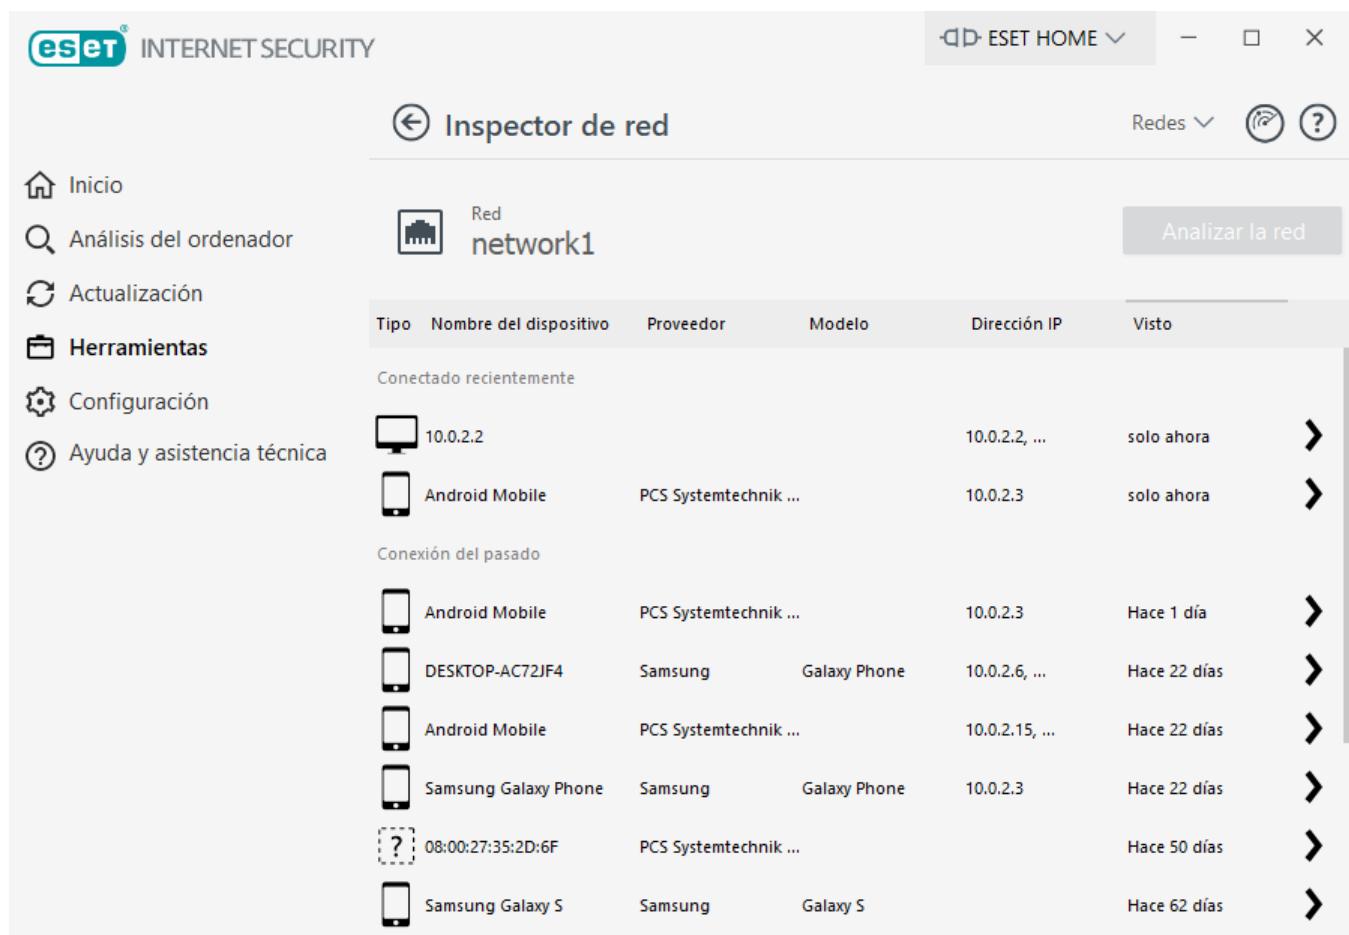 eset® INTERNET SECURITY
ESET HOME
Inspector de red
Redes
?
Inicio
Análisis del ordenador
Actualización
Herramientas
Configuración
? Ayuda y asistencia técnica
Red
network1
Analizar la red
Tipo Nombre del dispositivo Proveedor Modelo Dirección IP Visto
Conectado recientemente
10.0.2.2 10.0.2.2, ... solo ahora
Android Mobile PCS Systemtechnik ... 10.0.2.3 solo ahora
Conexión del pasado
Android Mobile PCS Systemtechnik ... 10.0.2.3 Hace 1 día
DESKTOP-AC72JF4 Samsung Galaxy Phone 10.0.2.6, ... Hace 22 días
Android Mobile PCS Systemtechnik ... 10.0.2.15, ... Hace 22 días
Samsung Galaxy Phone Samsung Galaxy Phone 10.0.2.3 Hace 22 días
? 08:00:27:35:2D:6F PCS Systemtechnik ... Hace 50 días
Samsung Galaxy S Samsung Galaxy S Hace 62 días